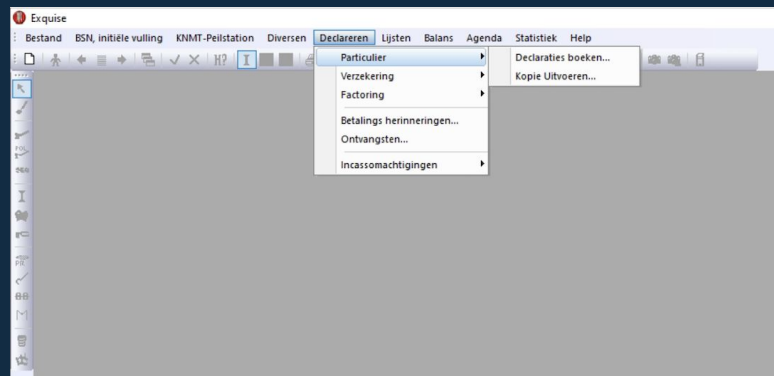 Exquise
Bestand BSN, initiële vulling KNMT-Peilstation Diversen Declareren Lijsten Balans Agenda Statistiek Help
H?
Particulier
Declaraties boeken...
Verzekering
Kopie Uitvoeren...
Factoring
Betalings herinneringen...
Ontvangsten...
Incassomachtigingen